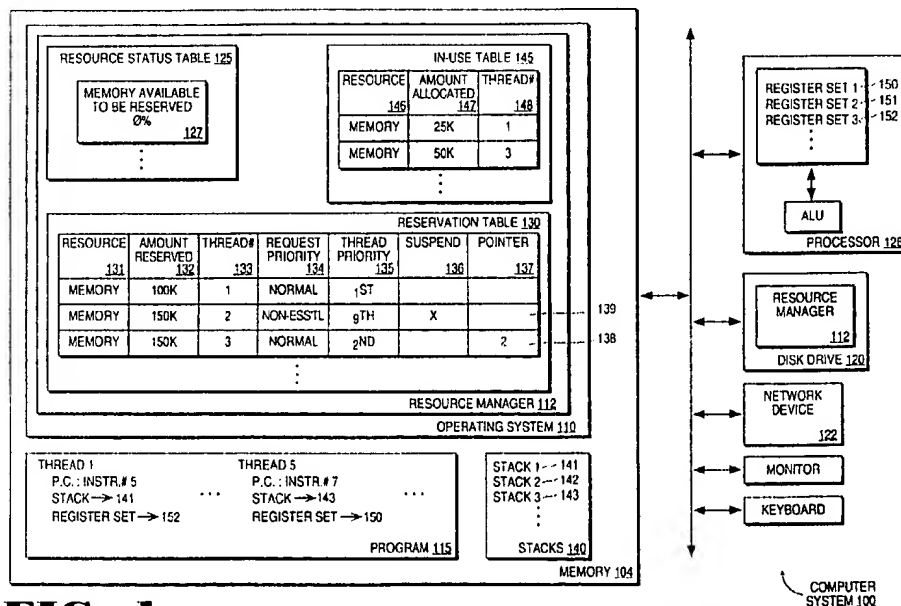 RESOURCE STATUS TABLE 125
MEMORY AVAILABLE
TO BE RESERVED
0%
127
IN-USE TABLE 145
RESOURCE 146 AMOUNT ALLOCATED 147 THREAD# 148
MEMORY 25K 1
MEMORY 50K 3
RESERVATION TABLE 130
RESOURCE 131 AMOUNT RESERVED 132 THREAD# 133 REQUEST PRIORITY 134 THREAD PRIORITY 135 SUSPEND 136 POINTER 137
MEMORY 100K 1 NORMAL 1ST
MEMORY 150K 2 NON-ESSTL 9TH X 139
MEMORY 150K 3 NORMAL 2ND 2 138
RESOURCE MANAGER 112
OPERATING SYSTEM 110
THREAD 1
P.C.: INSTR.# 5
STACK → 141
REGISTER SET → 152
THREAD 5
P.C.: INSTR.# 7
STACK → 143
REGISTER SET → 150
PROGRAM 115
STACK 1 141
STACK 2 142
STACK 3 143
STACKS 140
MEMORY 104
REGISTER SET 1 150
REGISTER SET 2 151
REGISTER SET 3 152
ALU
PROCESSOR 126
RESOURCE
MANAGER
112
DISK DRIVE 120
NETWORK
DEVICE
122
MONITOR
KEYBOARD
COMPUTER
SYSTEM 100